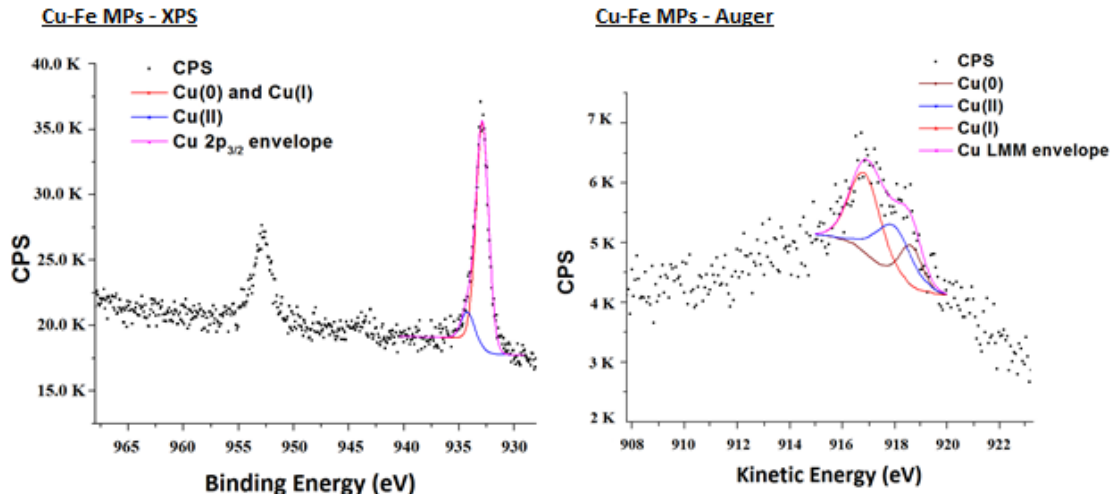 Cu-Fe MPs - XPS
40.0 K
35.0 K
30.0 K
25.0 K
20.0 K
15.0 K
CPS
CPS
Cu(0) and Cu(I)
Cu(II)
Cu 2p3/2 envelope
965 960 955 950 945 940 935 930
Binding Energy (eV)
Cu-Fe MPs - Auger
CPS
Cu(0)
Cu(II)
Cu(I)
Cu LMM envelope
7 K
6 K
5 K
4 K
3 K
2 K
CPS
908 910 912 914 916 918 920 922
Kinetic Energy (eV)